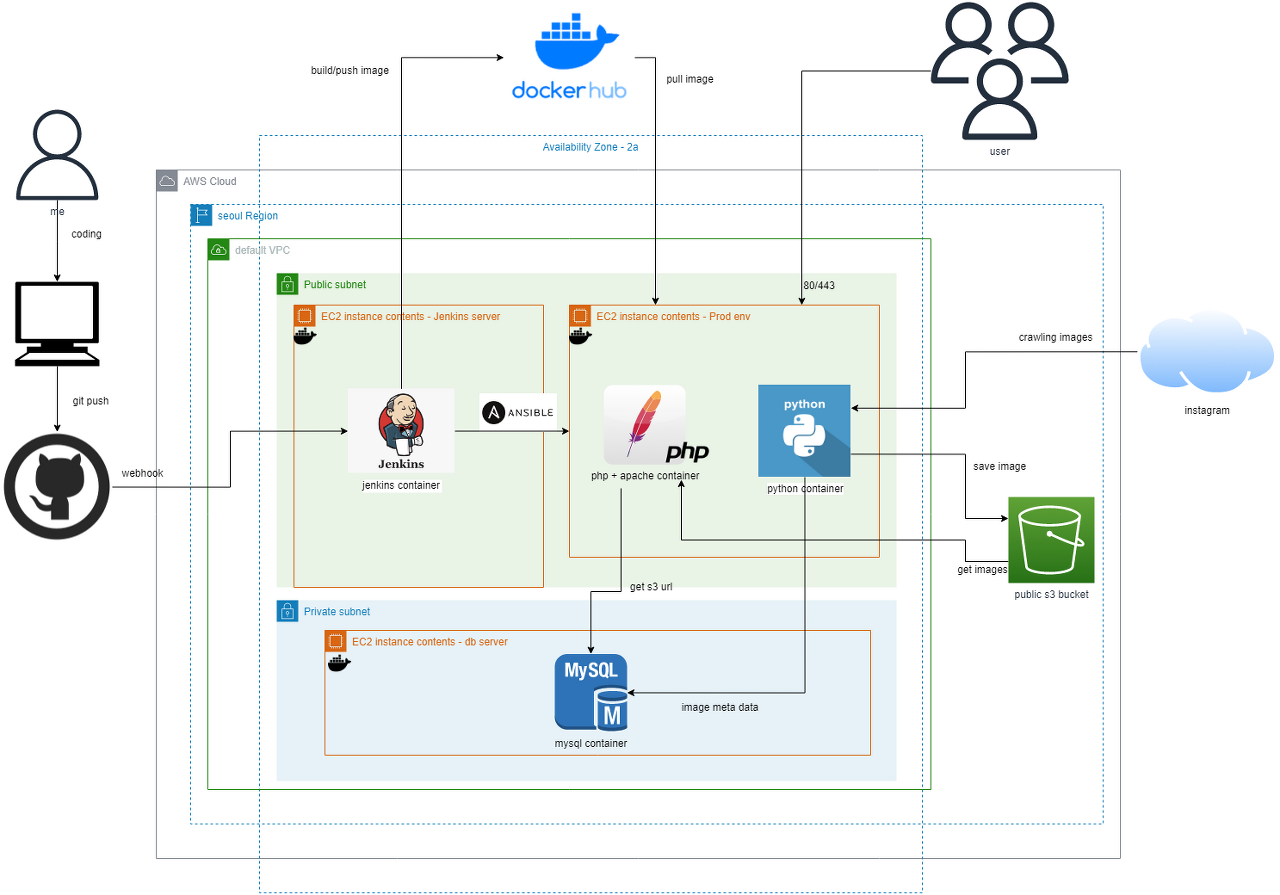 docker hub
build/push image
pull image
user
Availability Zone - 2a
AWS Cloud
me
seoul Region
coding
default VPC
Public subnet
80/443
EC2 instance contents - Jenkins server
EC2 instance contents - Prod env
crawling images
git push
python
instagram
ANSIBLE
php
Jenkins
webhook
save image
php + apache container
jenkins container
python container
get images
get s3 url
public s3 bucket
Private subnet
EC2 instance contents - db server
MySQL
M
image meta data
mysql container